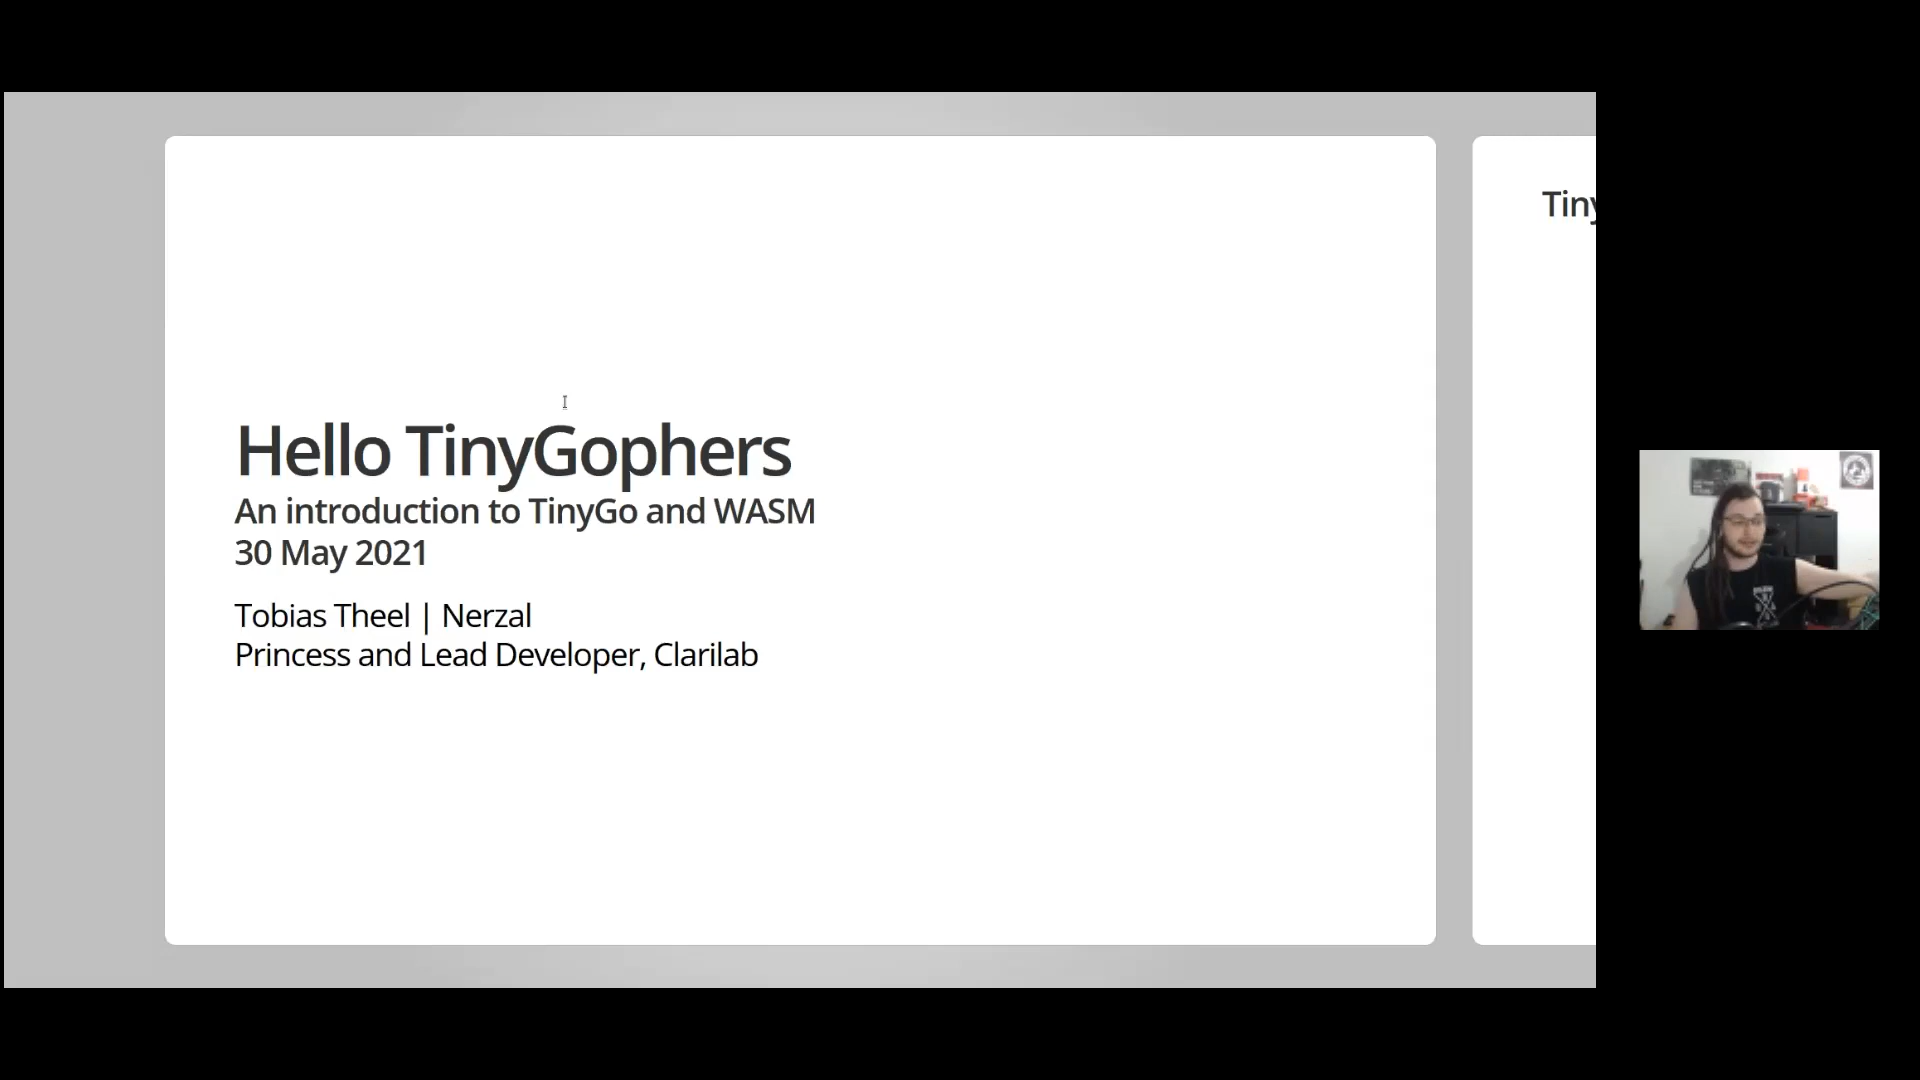 Hello TinyGophers
An introduction to TinyGo and WASM
30 May 2021
Tobias Theel | Nerzal
Princess and Lead Developer, Clarilab
Tiny